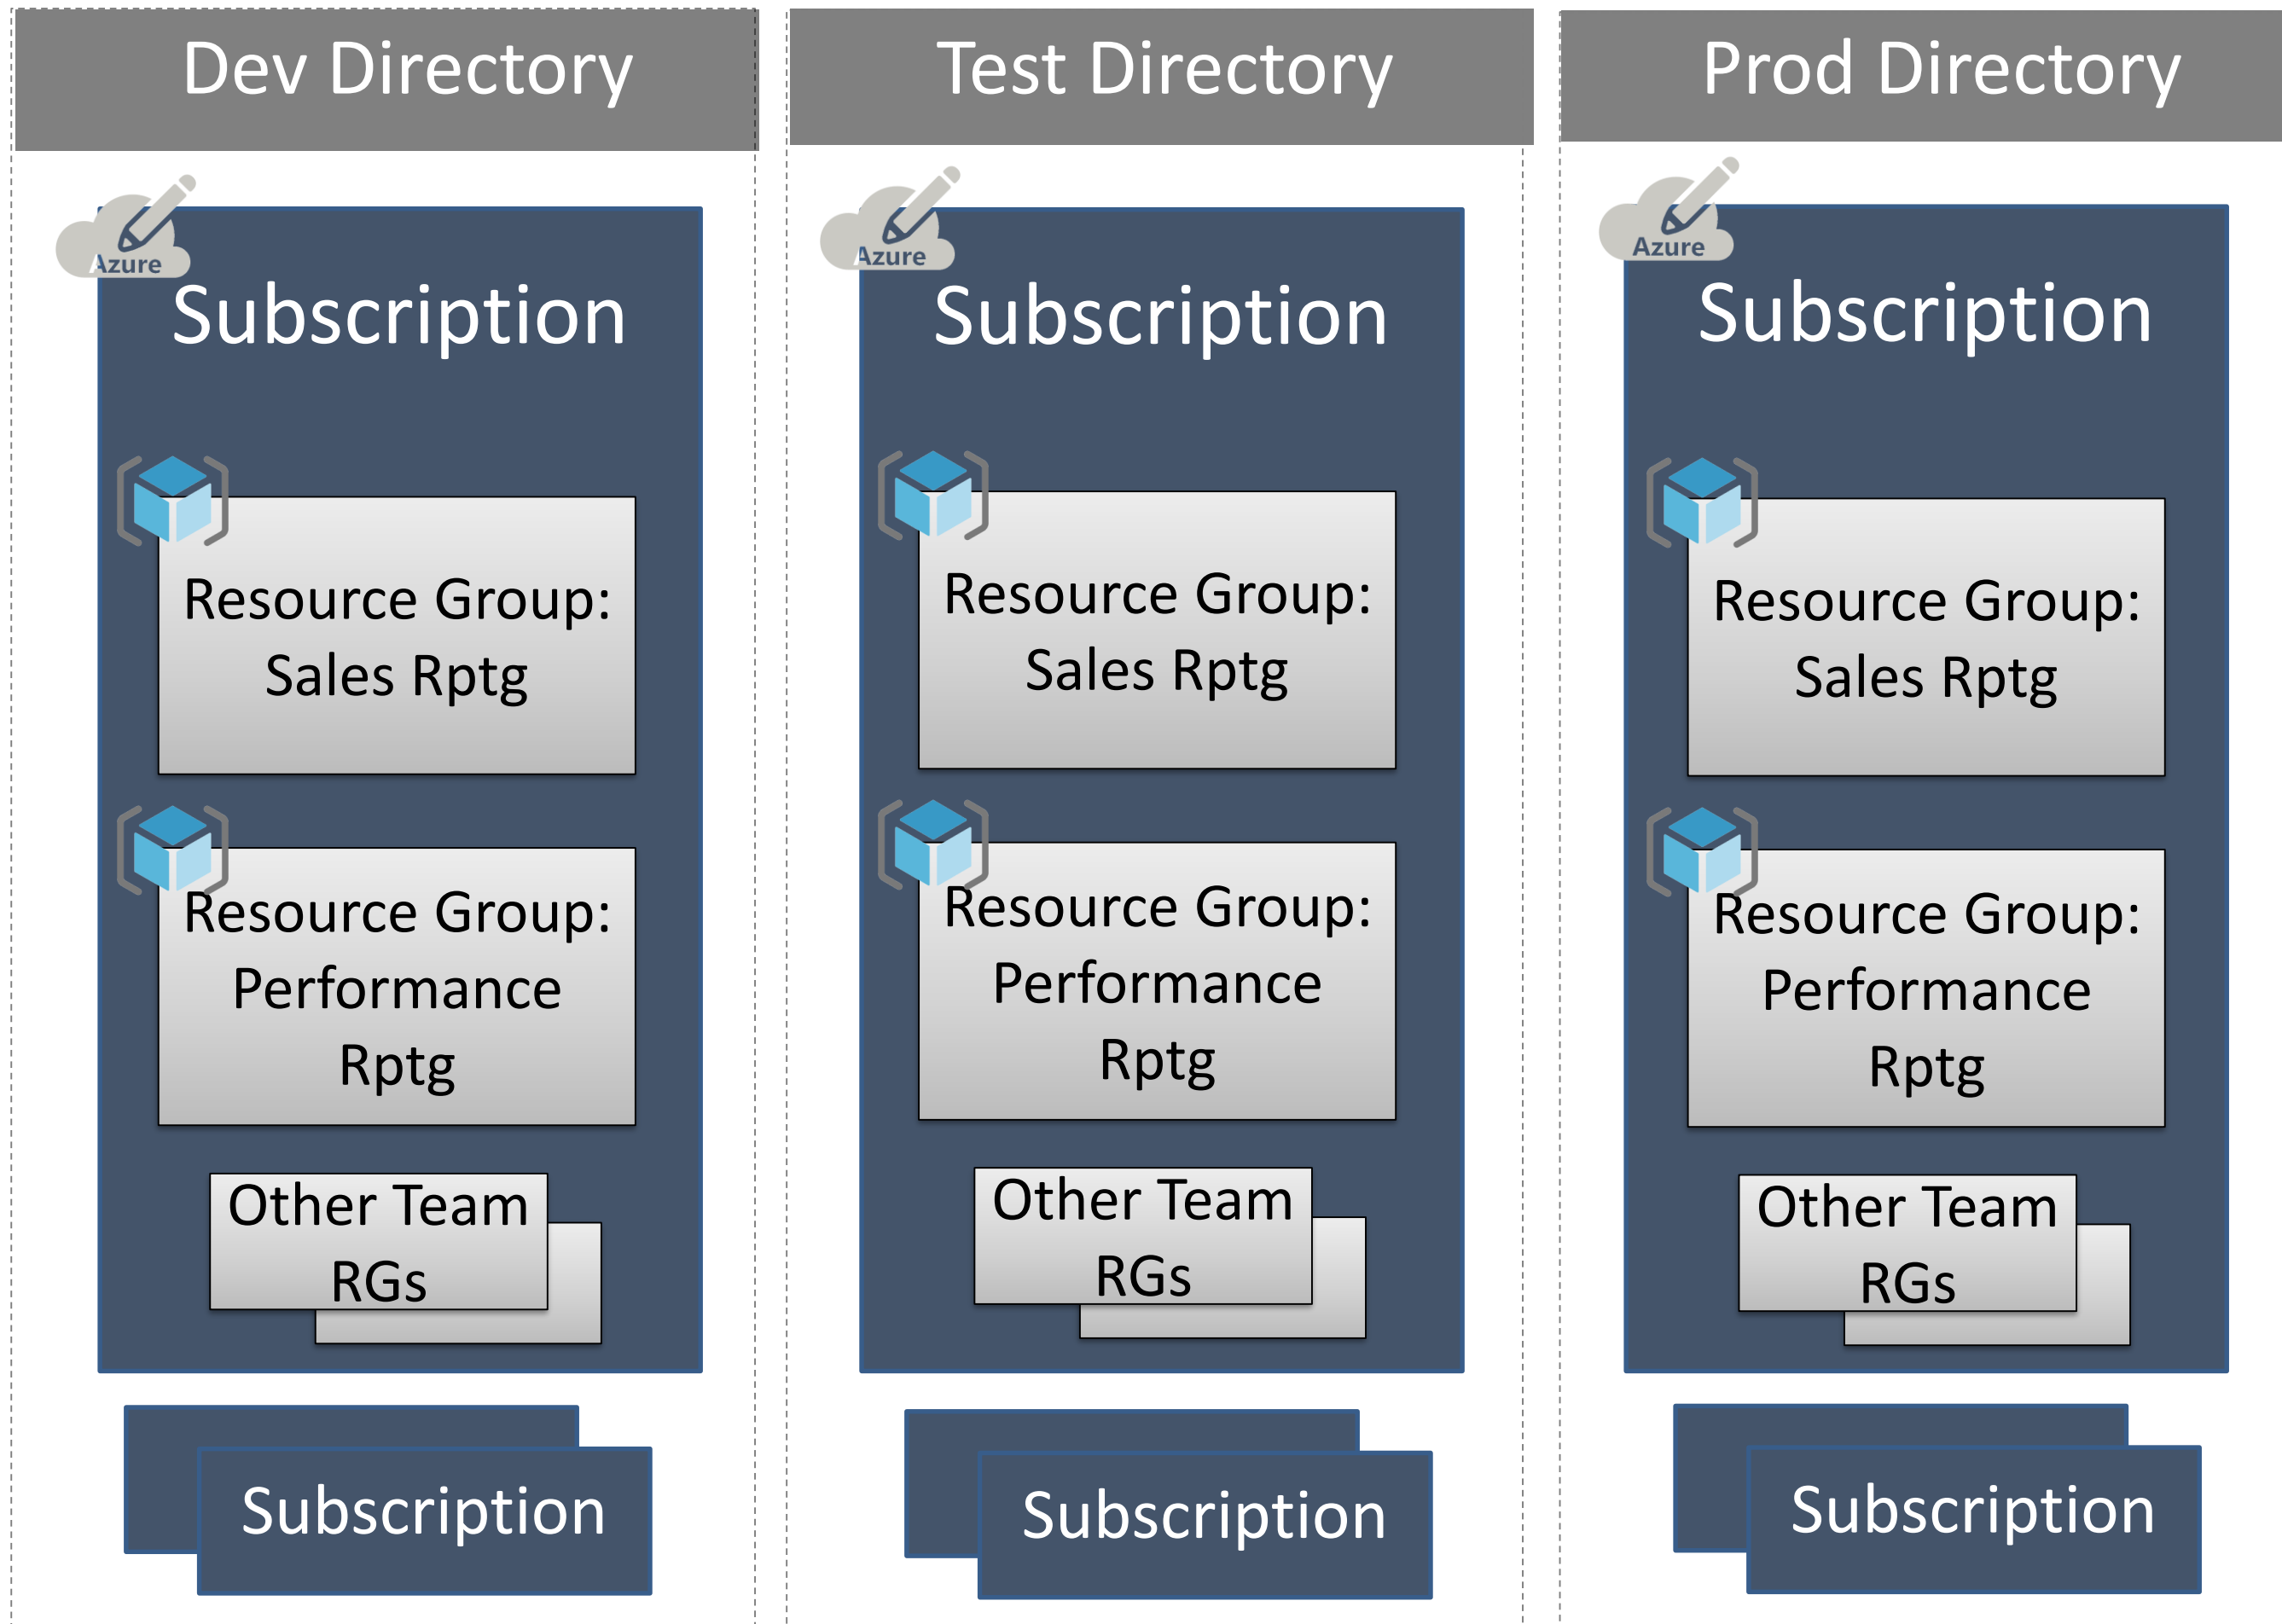 Dev Directory
Azure
Subscription
Resource Group:
Sales Rptg
Resource Group:
Performance
Rptg
Other Team
RGs
Subscription
Test Directory
Azure
Subscription
Resource Group:
Sales Rptg
Resource Group:
Performance
Rptg
Other Team
RGs
Subscription
Prod Directory
Azure
Subscription
Resource Group:
Sales Rptg
Resource Group:
Performance
Rptg
Other Team
RGs
Subscription